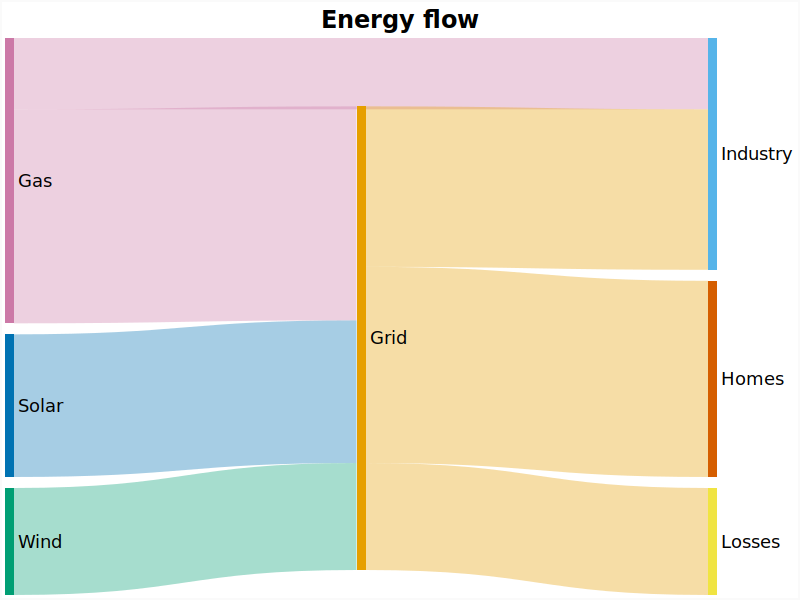 Energy flow
Gas
Solar
Wind
Grid
Industry
Homes
Losses